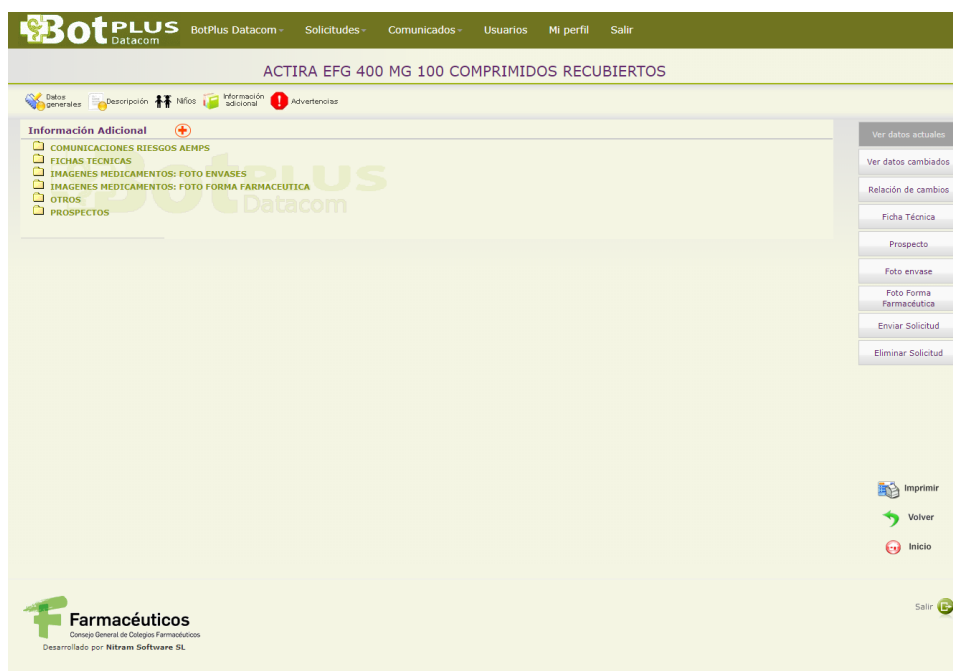 BotPLUS Datacom
BotPlus Datacom
Solicitudes
Comunicados
Usuarios
Mi perfil
Salir
ACTIRA EFG 400 MG 100 COMPRIMIDOS RECUBIERTOS
Datos generales
Descripción
Niños
Información adicional
Advertencias
Información Adicional
COMUNICACIONES RIESGOS AEMPS
FICHAS TECNICAS
IMAGENES MEDICAMENTOS: FOTO ENVASES
IMAGENES MEDICAMENTOS: FOTO FORMA FARMACEUTICA
OTROS
PROSPECTOS
BotPLUS
Datacom
Ver datos actuales
Ver datos cambiados
Relación de cambios
Ficha Técnica
Prospecto
Foto envase
Foto Forma
Farmacéutica
Enviar Solicitud
Eliminar Solicitud
Imprimir
Volver
Inicio
Farmacéuticos
Consejo General de Colegios Farmacéuticos
Desarrollado por Nitram Software SL
Salir